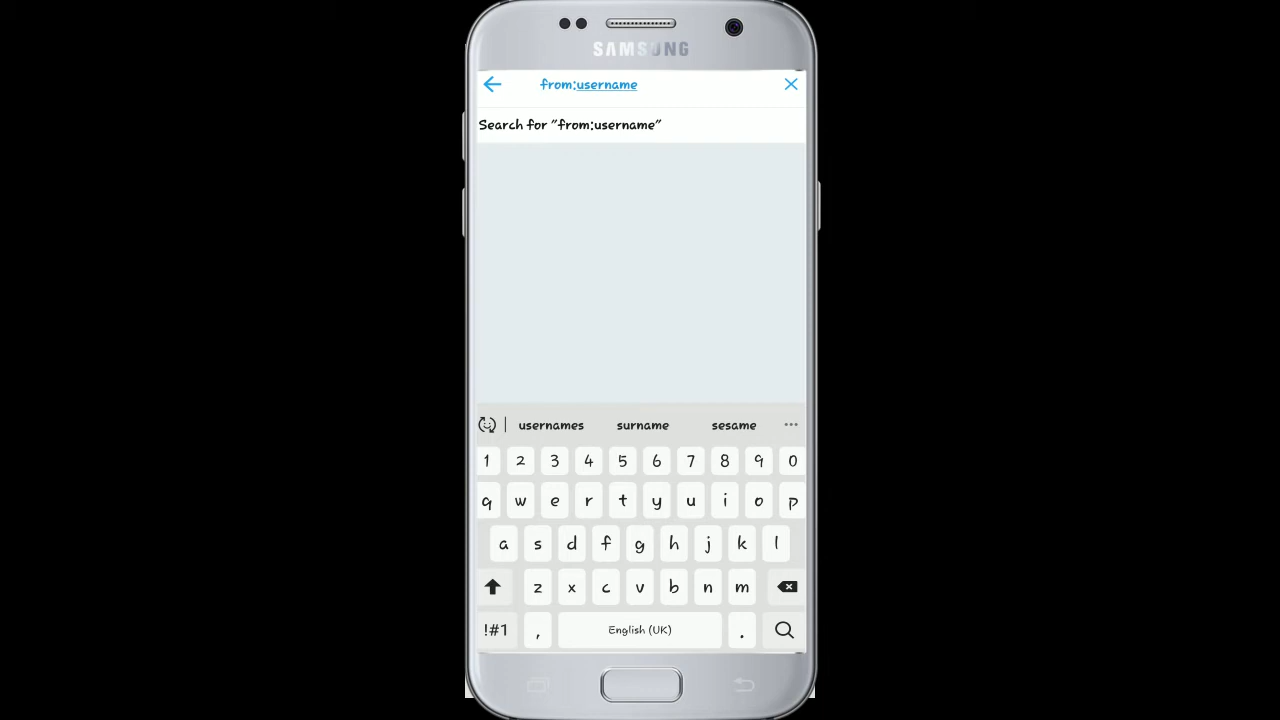 SAMSUNG
from:username
Search for "from:username"
usernames surname sesame
1 2 3 4 5 6 7 8 9 0
q w e r t y u i o p
a s d f g h j k l
z x c v b n m
!#1 , English (UK) .